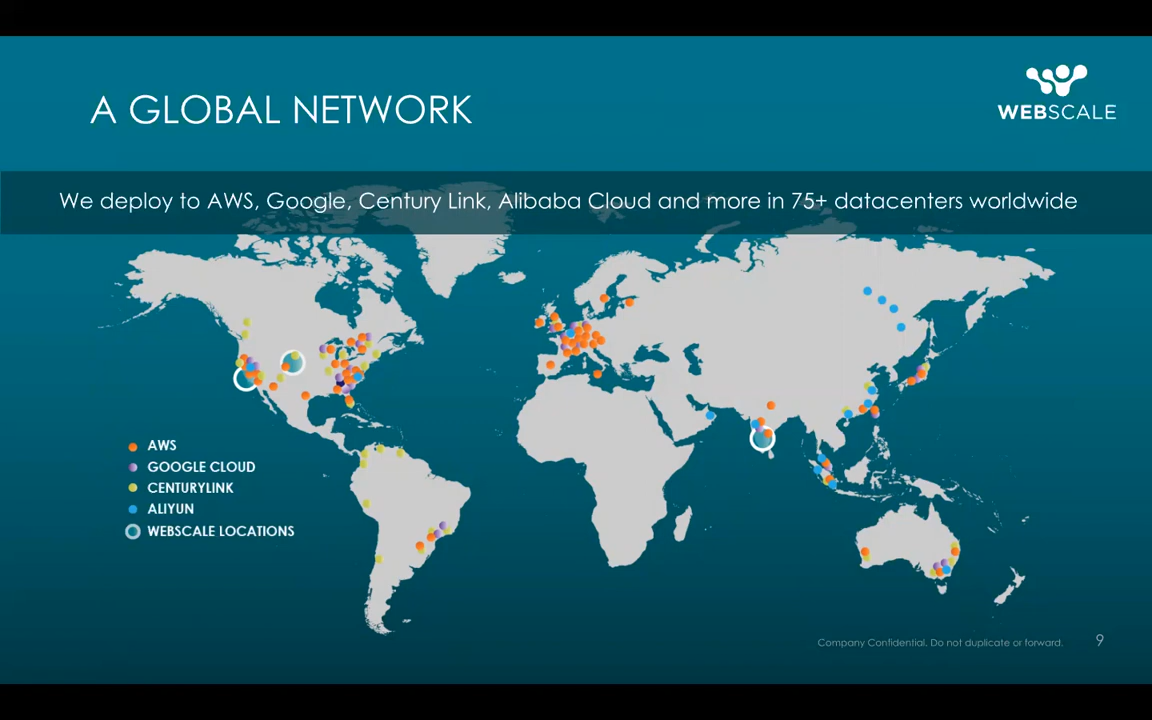 A GLOBAL NETWORK
WEBSCALE
We deploy to AWS, Google, Century Link, Alibaba Cloud and more in 75+ datacenters worldwide
AWS
GOOGLE CLOUD
CENTURYLINK
ALIYUN
WEBSCALE LOCATIONS
Company Confidential. Do not duplicate or forward.
9